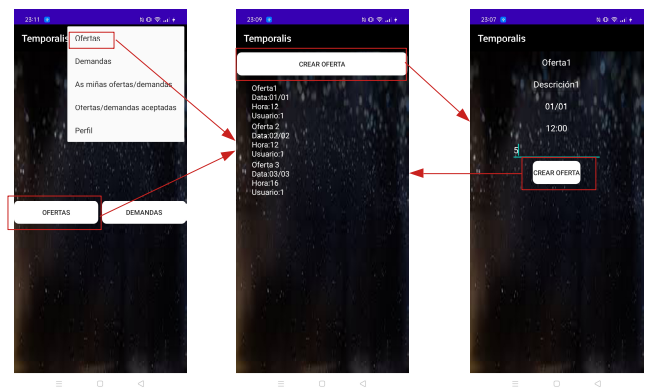 23:11
Temporalis
Ofertas
Demandas
As miñas ofertas/demandas
Ofertas/demandas aceptadas
Perfil
OFERTAS
DEMANDAS
23:09
Temporalis
CREAR OFERTA
Oferta1
Data:01/01
Hora:12
Usuario:1
Oferta 2
Data:02/02
Hora:12
Usuario:1
Oferta 3
Data:03/03
Hora:16
Usuario:1
23:07
Temporalis
Oferta1
Descrición1
01/01
12:00
5
CREAR OFERTA